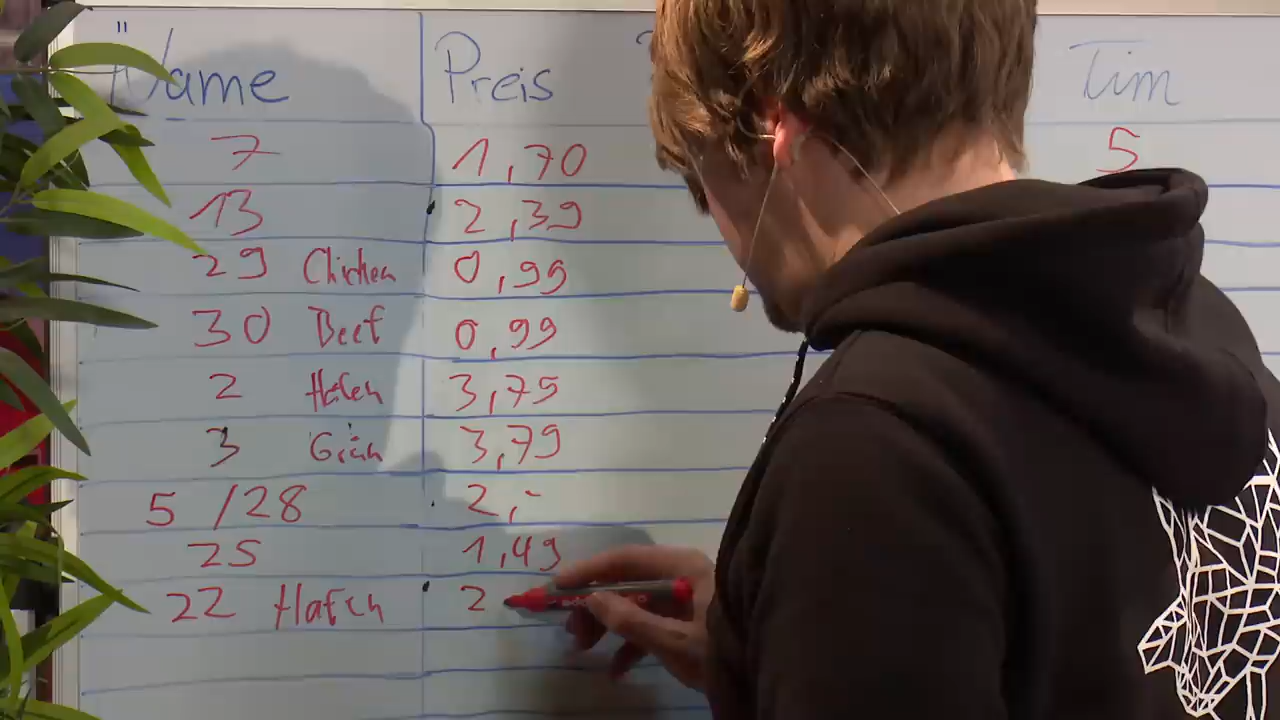 Name Preis Tim
7 1,70 5
13 2,39
29 Chicken 0,99
30 Beef 0,99
2 Hafen 3,75
3 Grün 3,79
5 /28 2,-
25 1,49
22 Hafen 2